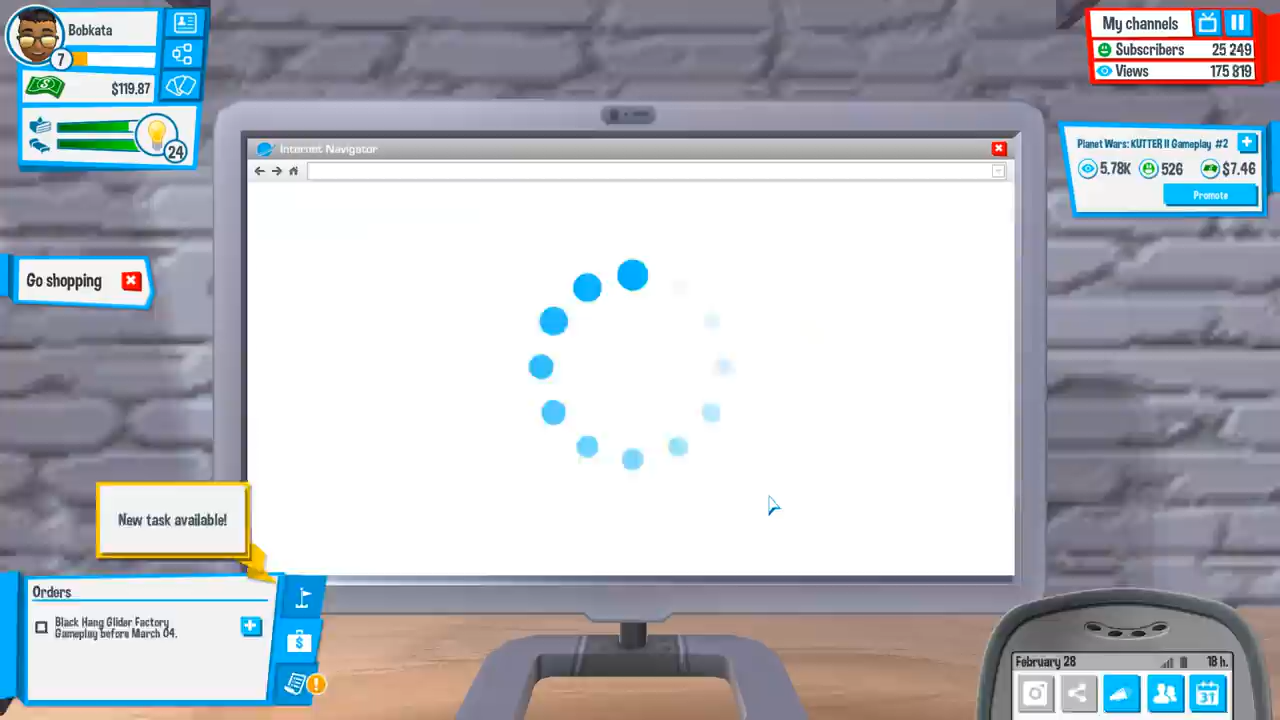 Bobkata
7
$119.87
24
My channels
Subscribers 25 249
Views 175 819
Planet Wars: KUTTER II Gameplay #2
5.78K 526 $7.46
Promote
Internet Navigator
Go shopping
New task available!
Orders
Black Hang Glider Factory
Gameplay before March 04.
February 28 18 h.
31